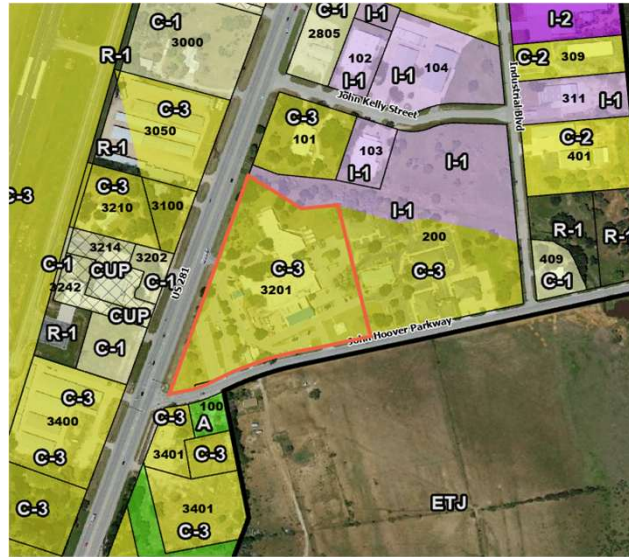 C-1
I-1
I-2
C-1
3000
2805
102
I-1
104
C-2
309
R-1
I-1
I-1
John Kelly Street
Industrial Blvd
311
I-1
C-3
3050
C-3
101
103
C-2
401
R-1
I-1
I-1
C-3
C-3
3210
3100
I-1
R-1
R-1
200
3214
3202
CUP
C-1
3242
C-1
US 281
C-3
3201
C-3
409
C-1
CUP
R-1
C-1
John Hoover Parkway
C-3
3400
C-3
C-3
100
A
3401
C-3
C-3
3401
C-3
ETJ